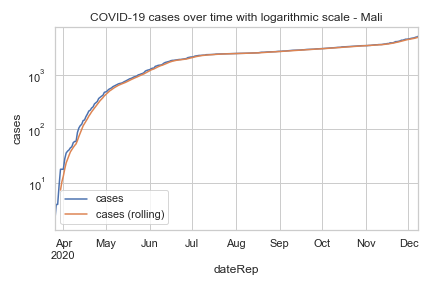 COVID-19 cases over time with logarithmic scale - Mali
cases
10³
10²
10¹
cases
cases (rolling)
Apr May Jun Jul Aug Sep Oct Nov Dec
2020
dateRep